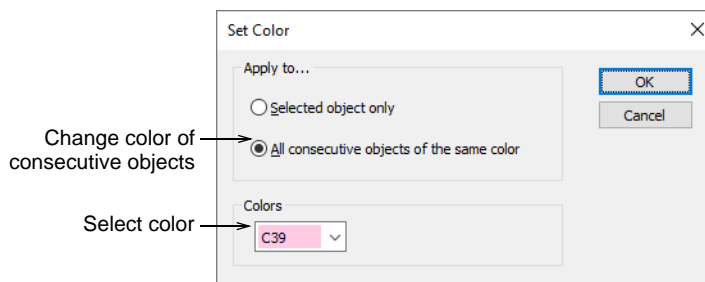 Set Color
Apply to...
Selected object only
All consecutive objects of the same color
OK
Cancel
Change color of
consecutive objects
Colors
Select color
C39